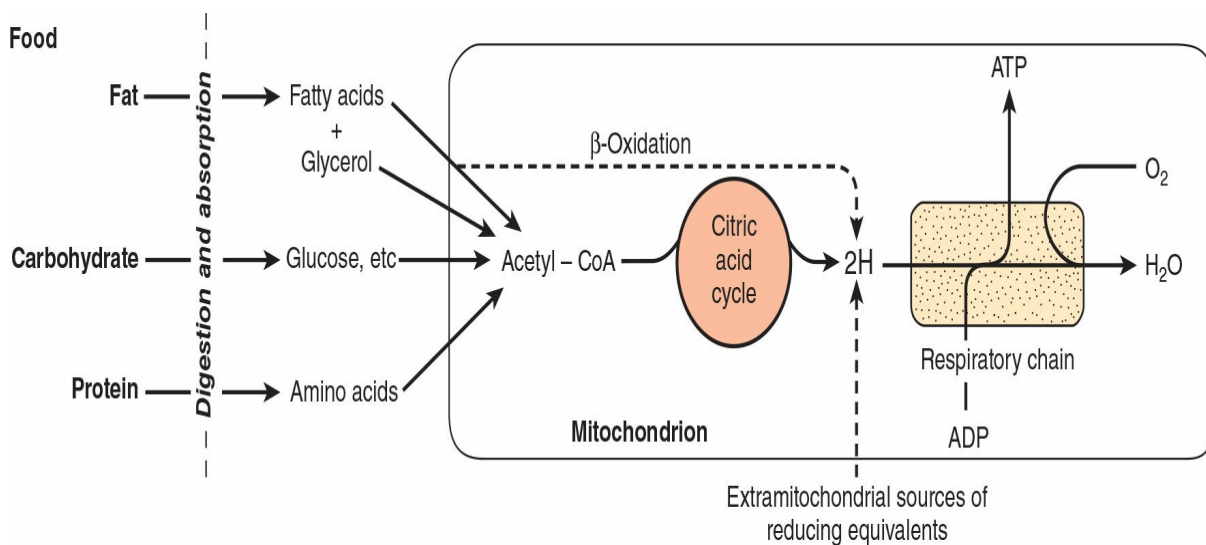 Food
Fat
Digestion and absorption
Fatty acids
+
Glycerol
Carbohydrate
Glucose, etc
Protein
Amino acids
β-Oxidation
Acetyl – CoA
Citric
acid
cycle
2H
ATP
O₂
H₂O
Respiratory chain
ADP
Mitochondrion
Extramitochondrial sources of
reducing equivalents